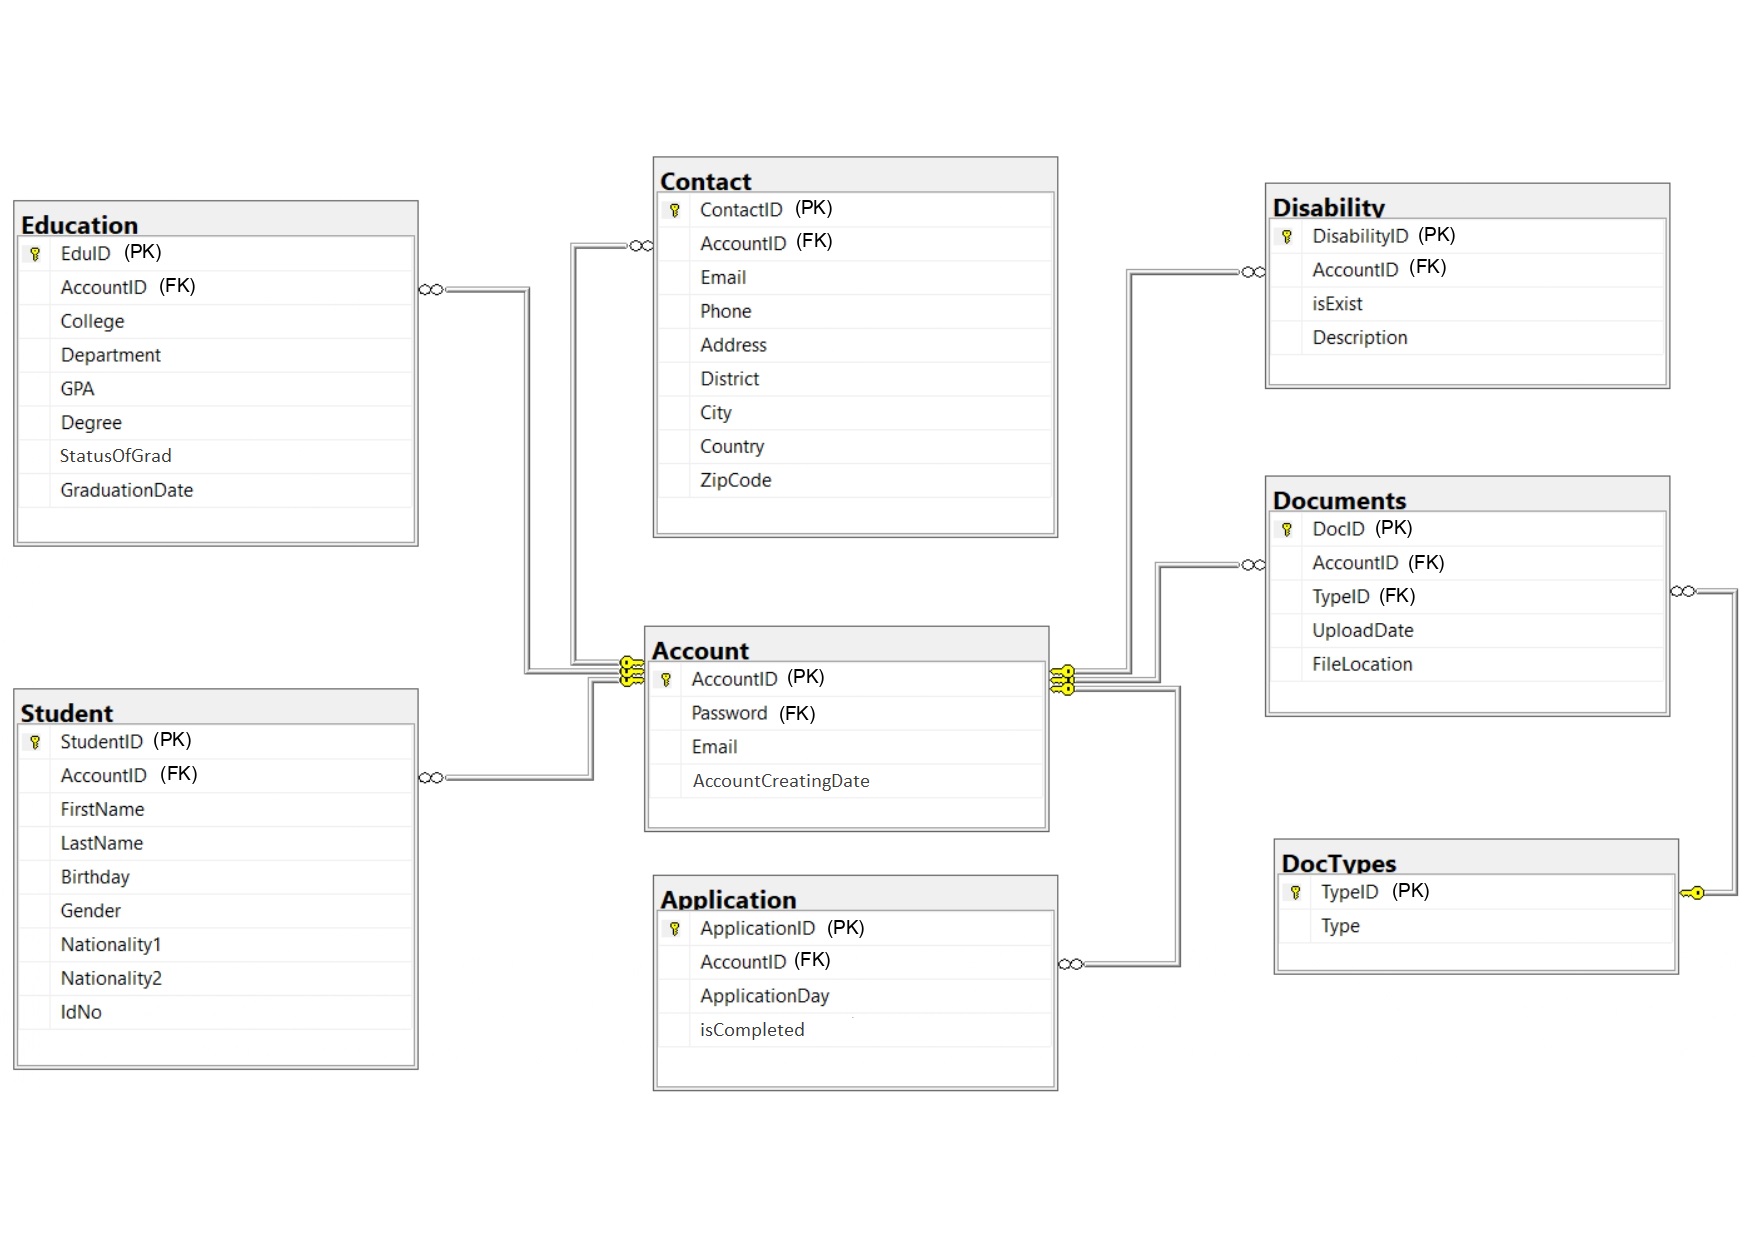 Education
EduID (PK)
AccountID (FK)
College
Department
GPA
Degree
StatusOfGrad
GraduationDate
Student
StudentID (PK)
AccountID (FK)
FirstName
LastName
Birthday
Gender
Nationality1
Nationality2
IdNo
Contact
ContactID (PK)
AccountID (FK)
Email
Phone
Address
District
City
Country
ZipCode
Account
AccountID (PK)
Password (FK)
Email
AccountCreatingDate
Application
ApplicationID (PK)
AccountID (FK)
ApplicationDay
isCompleted
Disability
DisabilityID (PK)
AccountID (FK)
isExist
Description
Documents
DocID (PK)
AccountID (FK)
TypeID (FK)
UploadDate
FileLocation
DocTypes
TypeID (PK)
Type